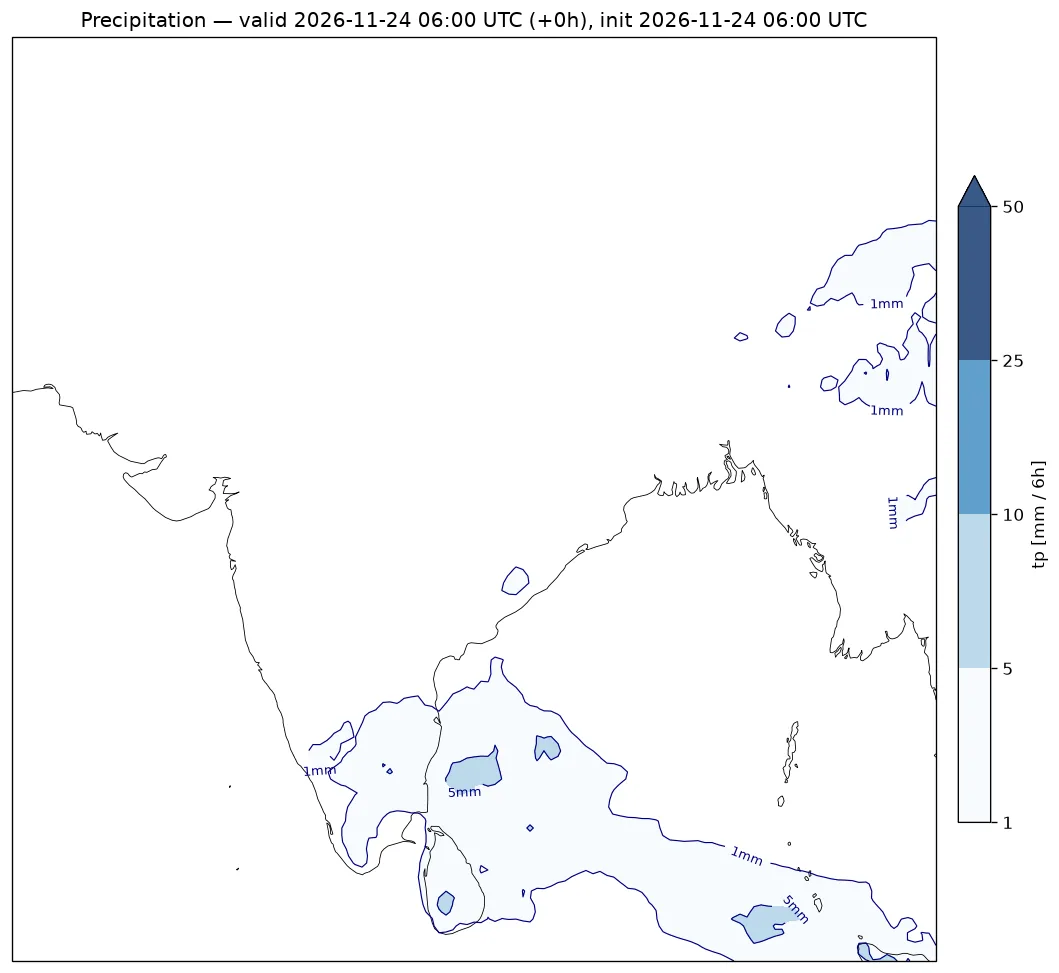 Precipitation — valid 2026-11-24 06:00 UTC (+0h), init 2026-11-24 06:00 UTC
50
1mm
25
1mm
1mm
10
tp [mm / 6h]
5
1mm
5mm
1
1mm
5mm